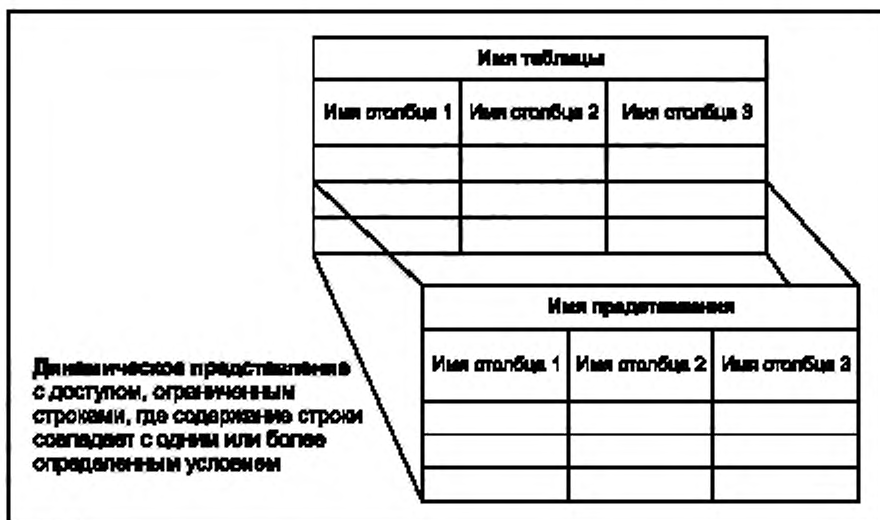 Имя таблицы
Имя столбца 1 Имя столбца 2 Имя столбца 3
Имя представления
Имя столбца 1 Имя столбца 2 Имя столбца 3
Динамическое представление
с доступом, ограниченным
строками, где содержание строки
совпадает с одним или более
определенным условием